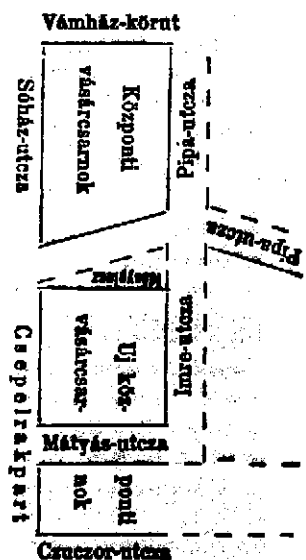 Vámház-körut
Sóház-utcza
Központi
vásárcsarnok
Pipa-utcza
Pipa-utcza
Imre-utcza
Uj köz-
vásárcsar-
Csepelrakpart
Mátyás-utcza
ponti
nok
Czuczor-utcza